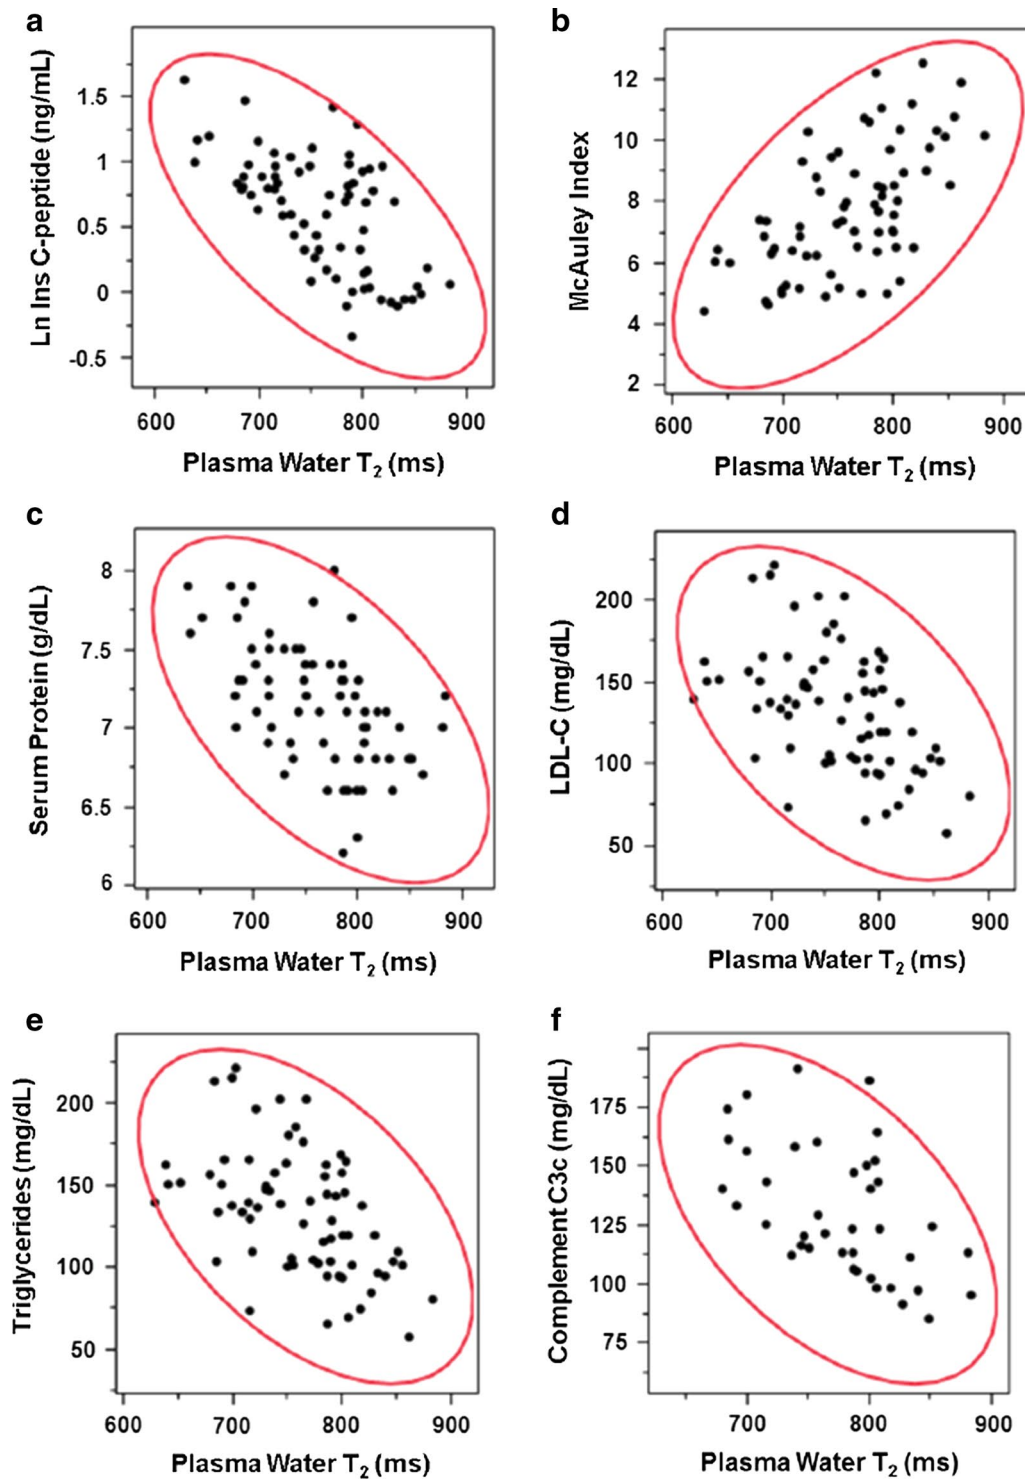 a
Ln Ins C-peptide (ng/mL)
1.5
1
0.5
0
-0.5
600 700 800 900
Plasma Water T₂ (ms)
b
McAuley Index
12
10
8
6
4
2
600 700 800 900
Plasma Water T₂ (ms)
c
Serum Protein (g/dL)
8
7.5
7
6.5
6
600 700 800 900
Plasma Water T₂ (ms)
d
LDL-C (mg/dL)
200
150
100
50
600 700 800 900
Plasma Water T₂ (ms)
e
Triglycerides (mg/dL)
200
150
100
50
600 700 800 900
Plasma Water T₂ (ms)
f
Complement C3c (mg/dL)
175
150
125
100
75
700 800 900
Plasma Water T₂ (ms)